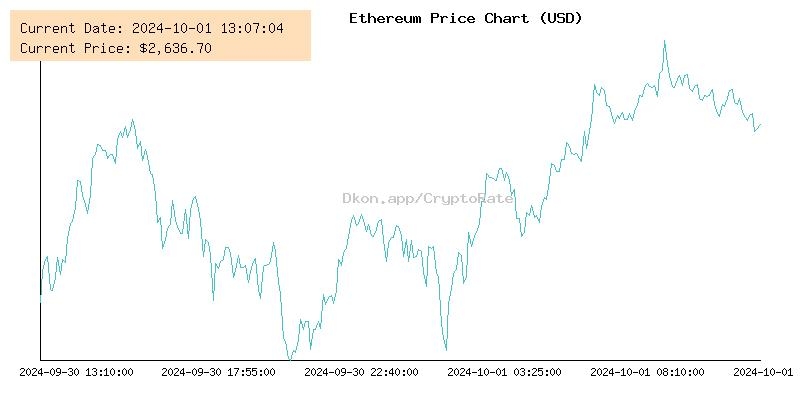 Ethereum Price Chart (USD)
Current Date: 2024-10-01 13:07:04
Current Price: $2,636.70
Dkon.app/CryptoRate
2024-09-30 13:10:00 2024-09-30 17:55:00 2024-09-30 22:40:00 2024-10-01 03:25:00 2024-10-01 08:10:00 2024-10-01